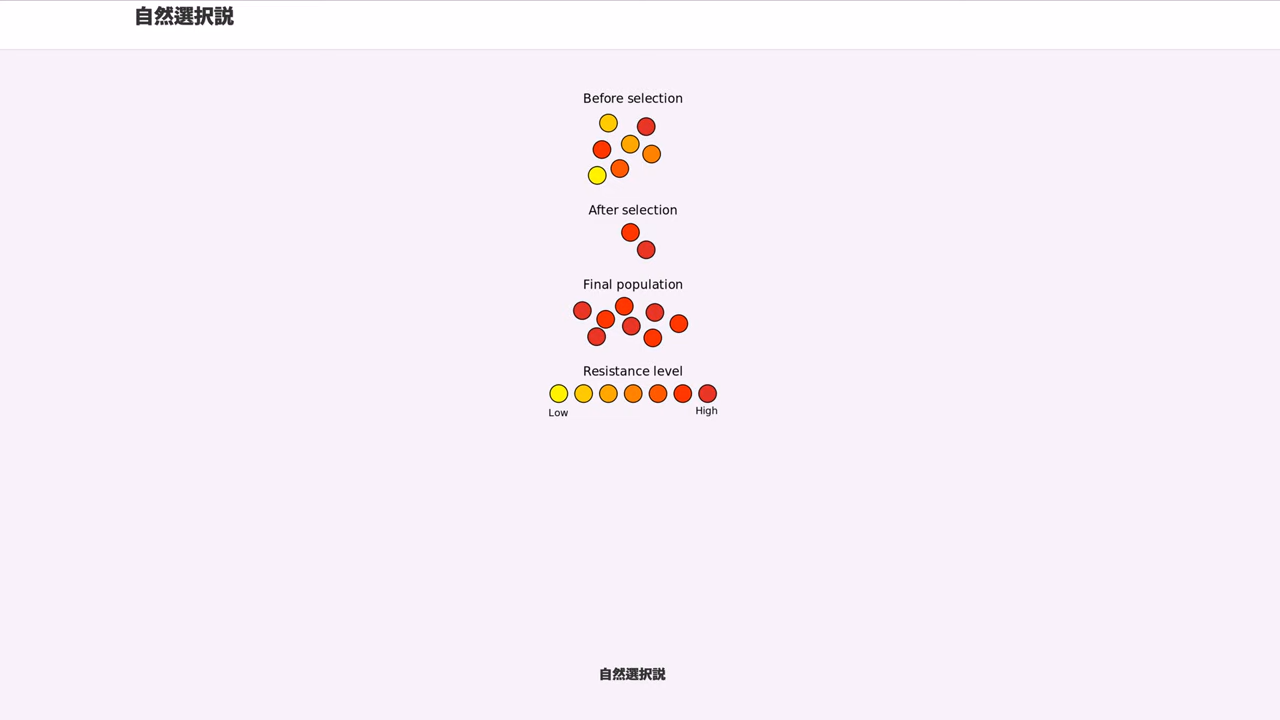 自然選択説
Before selection
After selection
Final population
Resistance level
Low
High
自然選択説